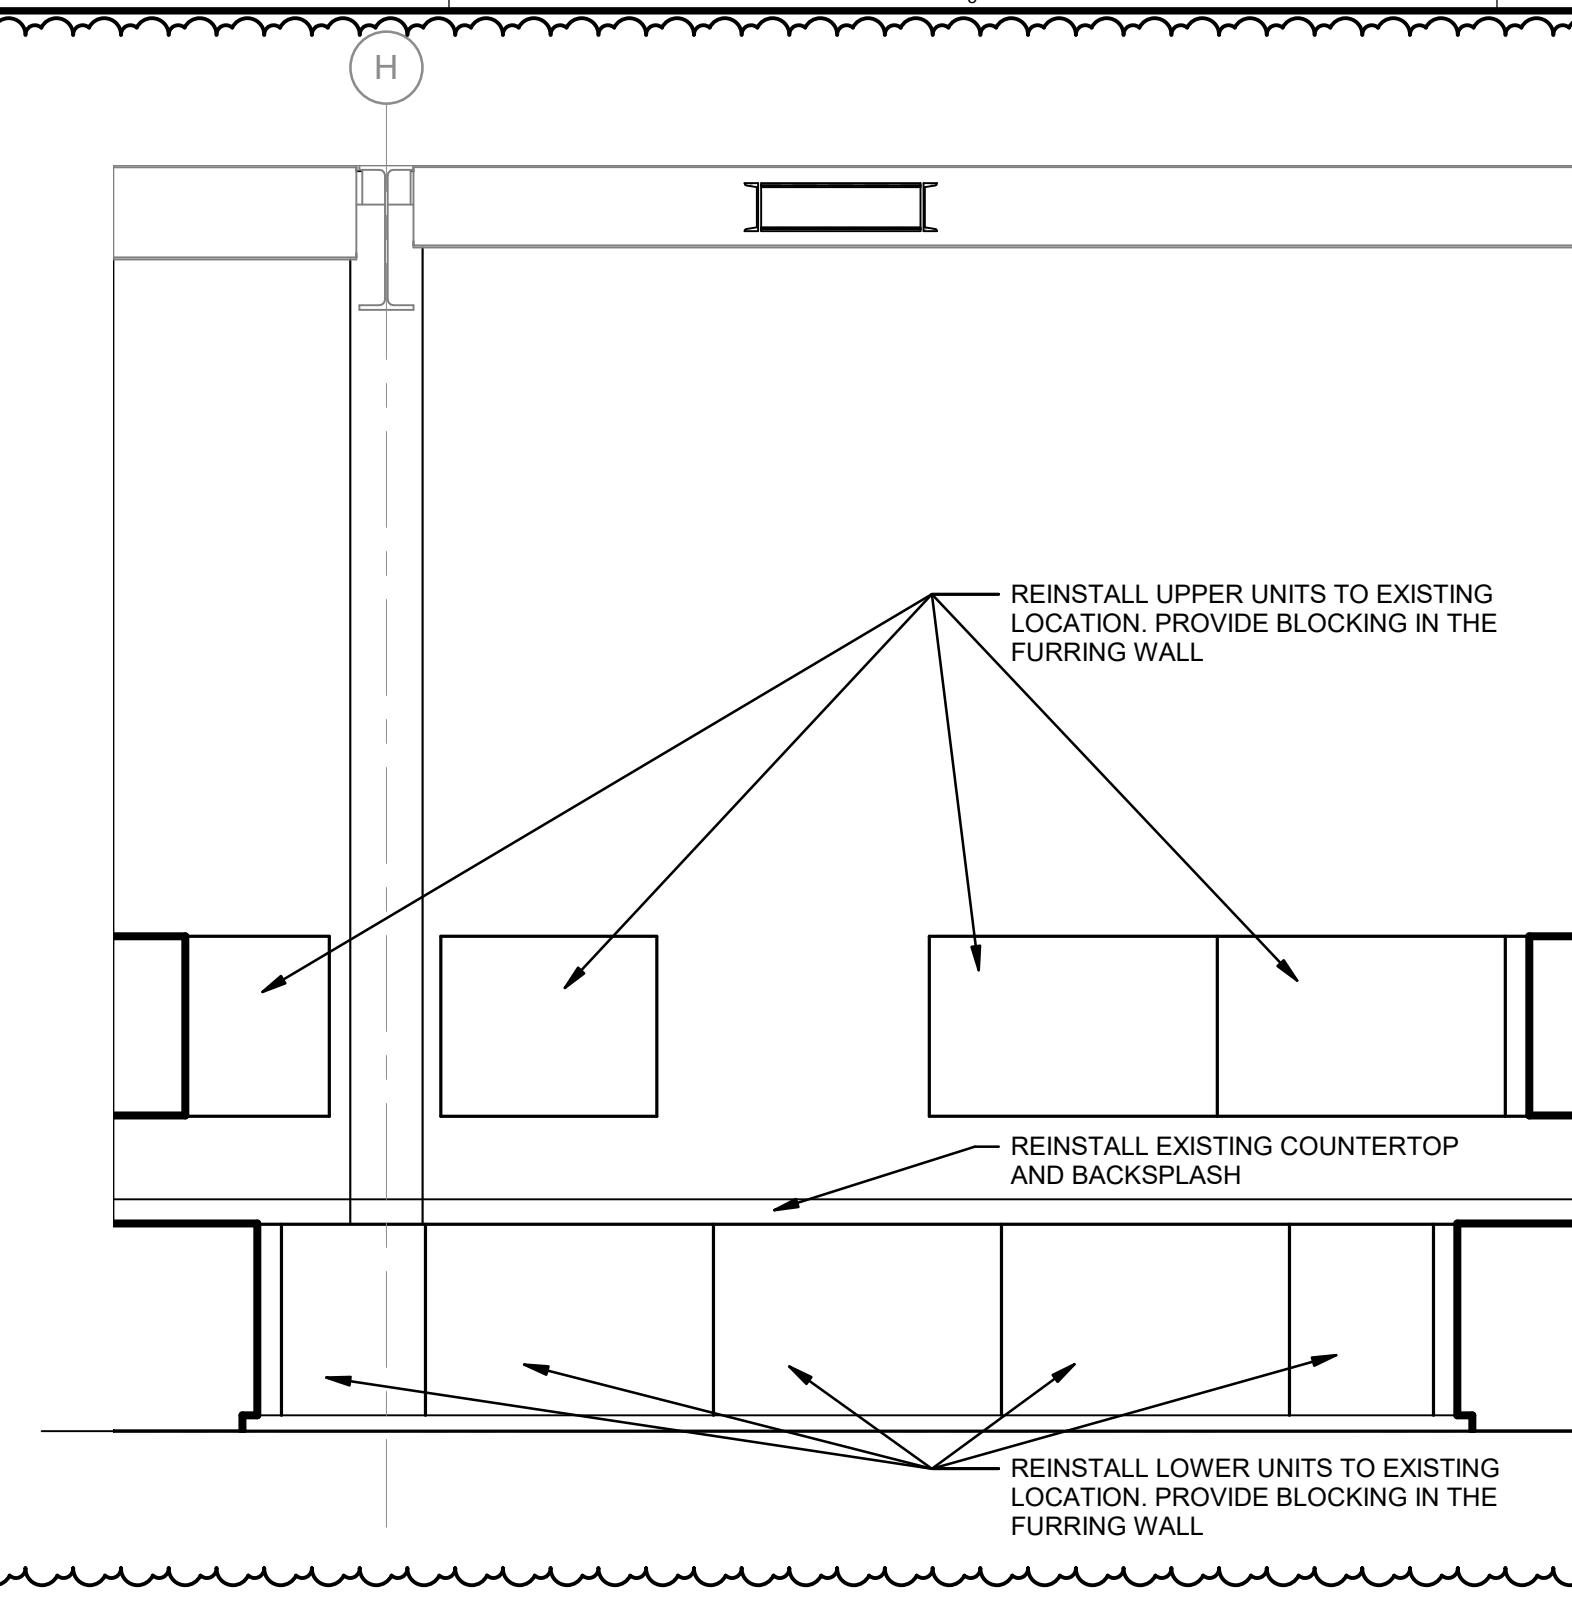 H
REINSTALL UPPER UNITS TO EXISTING
LOCATION. PROVIDE BLOCKING IN THE
FURRING WALL
REINSTALL EXISTING COUNTERTOP
AND BACKSPLASH
REINSTALL LOWER UNITS TO EXISTING
LOCATION. PROVIDE BLOCKING IN THE
FURRING WALL